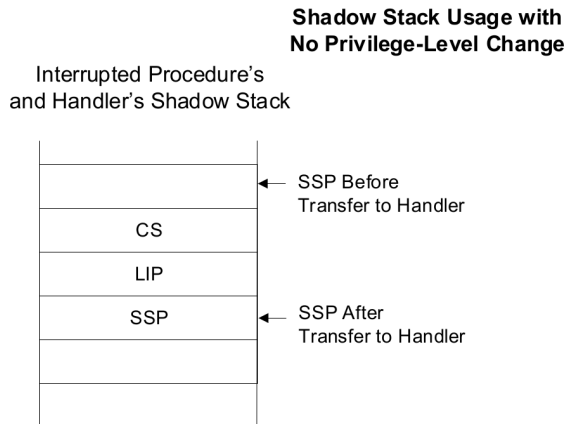 Shadow Stack Usage with
No Privilege-Level Change
Interrupted Procedure's
and Handler's Shadow Stack
SSP Before
Transfer to Handler
CS
LIP
SSP
SSP After
Transfer to Handler